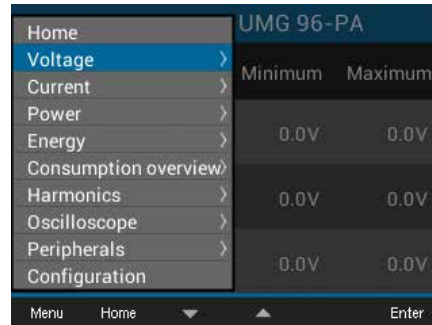 UMG 96-PA
Home
Voltage
Current
Power
Energy
Consumption overview
Harmonics
Oscilloscope
Peripherals
Configuration
Minimum Maximum
0.0V 0.0V
0.0V 0.0V
0.0V 0.0V
Menu Home Enter